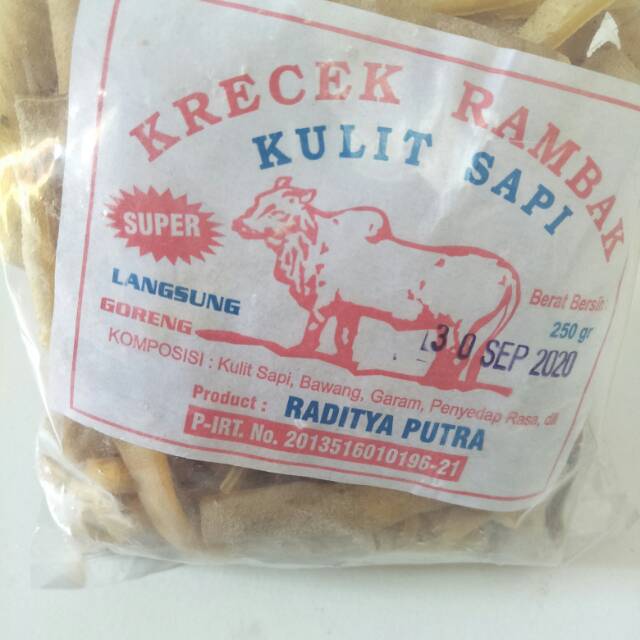 KRECEK RAMBAK
KULIT SAPI
SUPER
LANGSUNG
GORENG
Berat Bersih :
250 gr
30 SEP 2020
KOMPOSISI : Kulit Sapi, Bawang, Garam, Penyedap Rasa, dll
Product : RADITYA PUTRA
P-IRT. No. 2013516010196-21